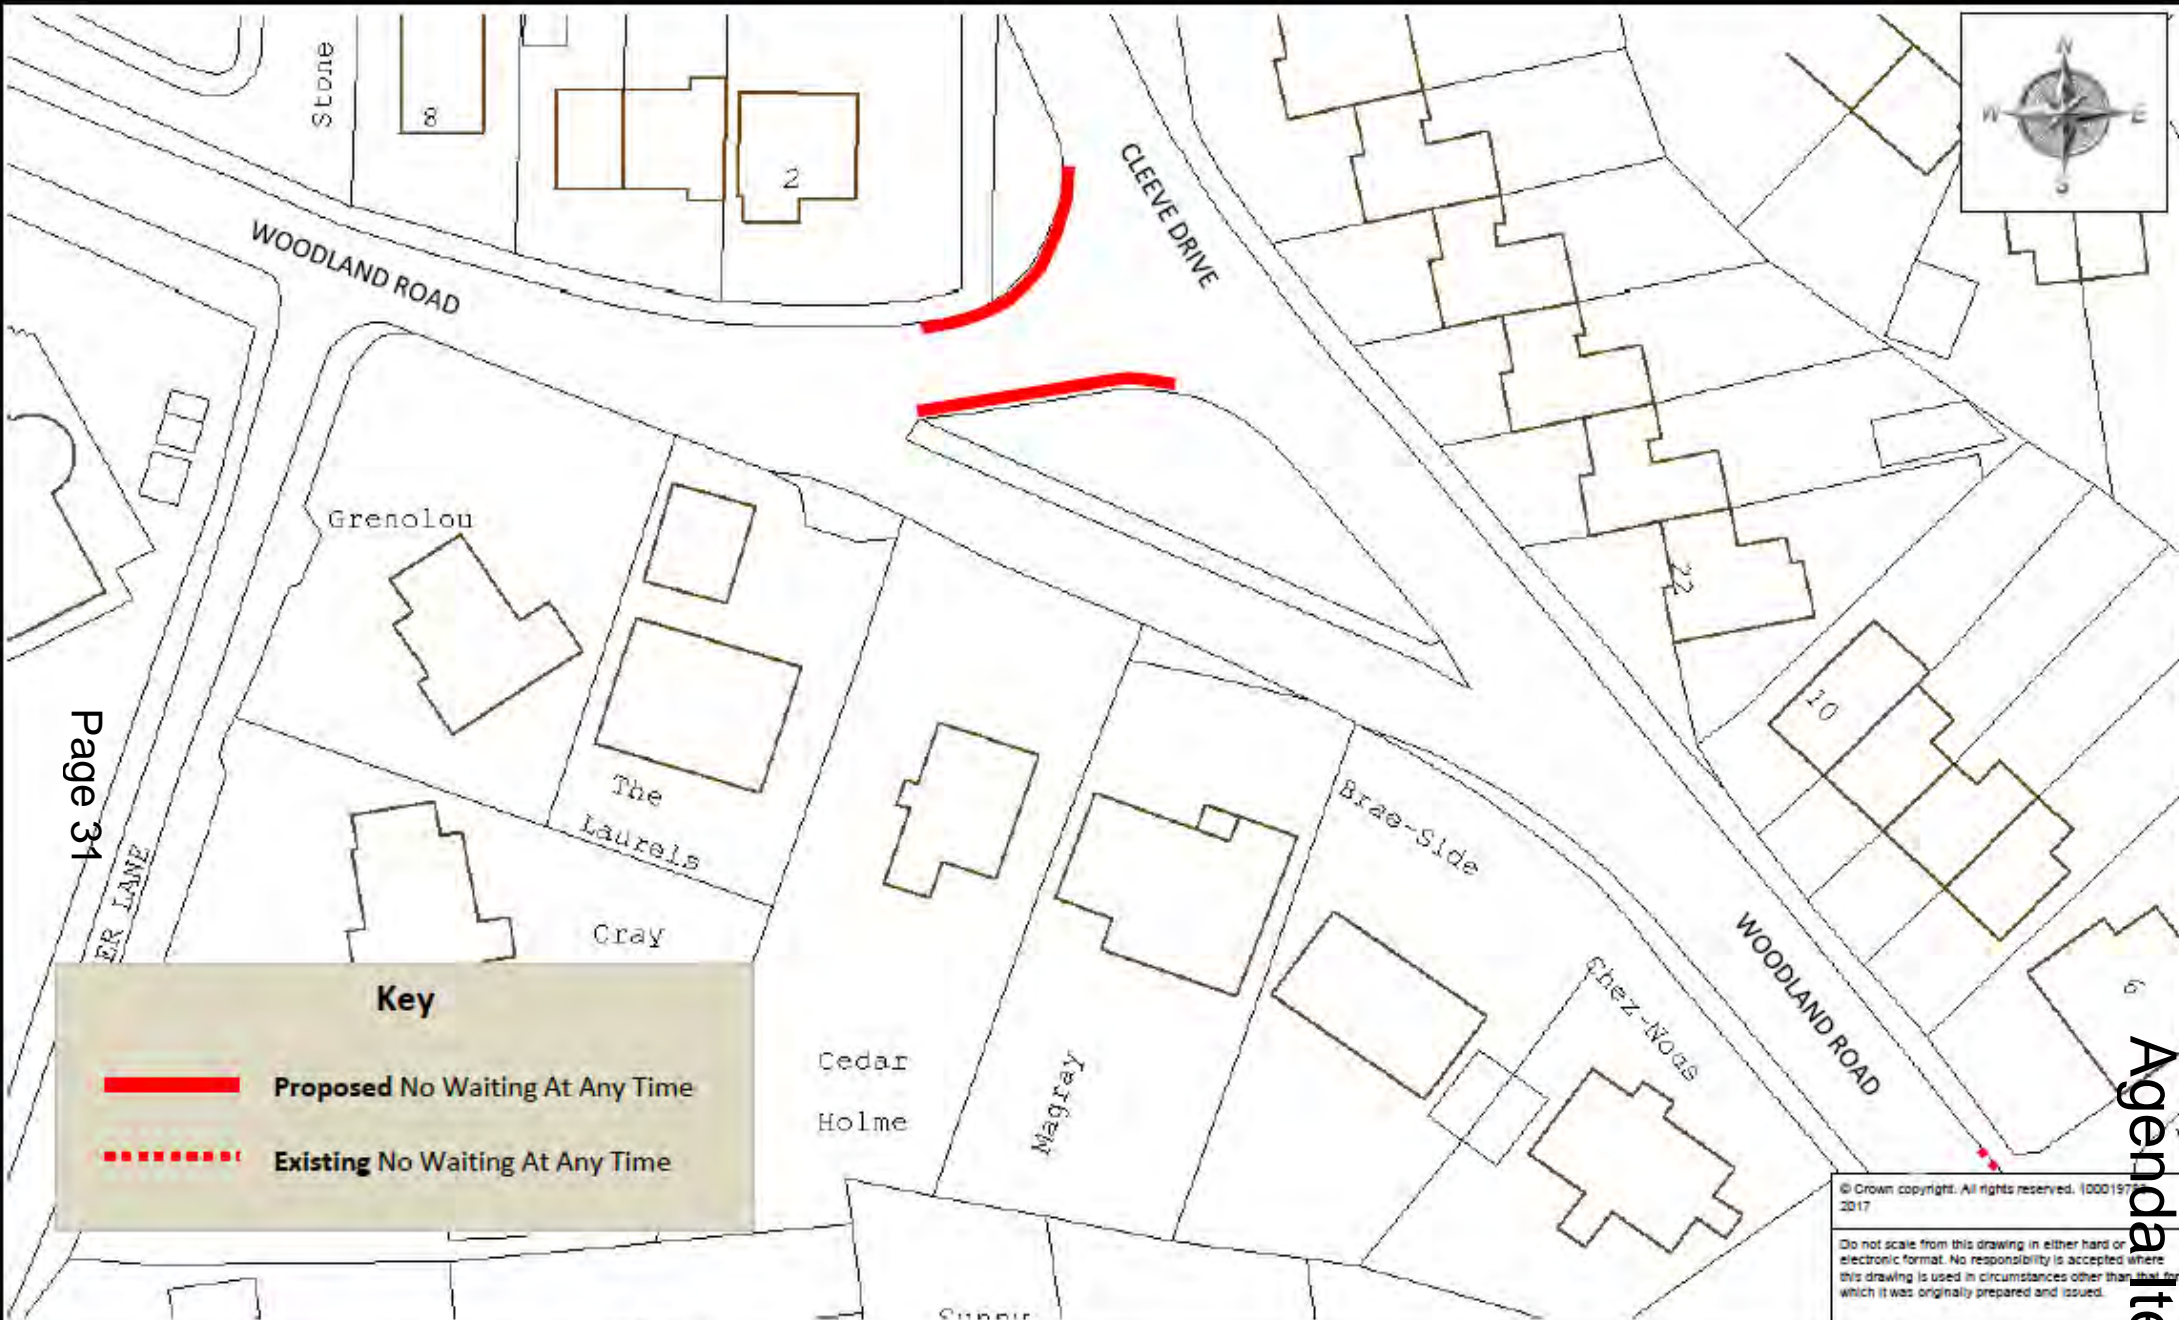 Stone
8
2
N
W
E
S
CLEEVE DRIVE
WOODLAND ROAD
Grenolou
22
10
The
Laurels
Brae-Side
Page 31
ER LANE
Cray
WOODLAND ROAD
6
Chez-Noas
Key
Proposed No Waiting At Any Time
Existing No Waiting At Any Time
Cedar
Holme
Magray
Agenda Ite
© Crown copyright. All rights reserved.
2017
Do not scale from this drawing in either hard or
electronic format. No responsibility is accepted where
this drawing is used in circumstances other than that for
which it was originally prepared and issued.